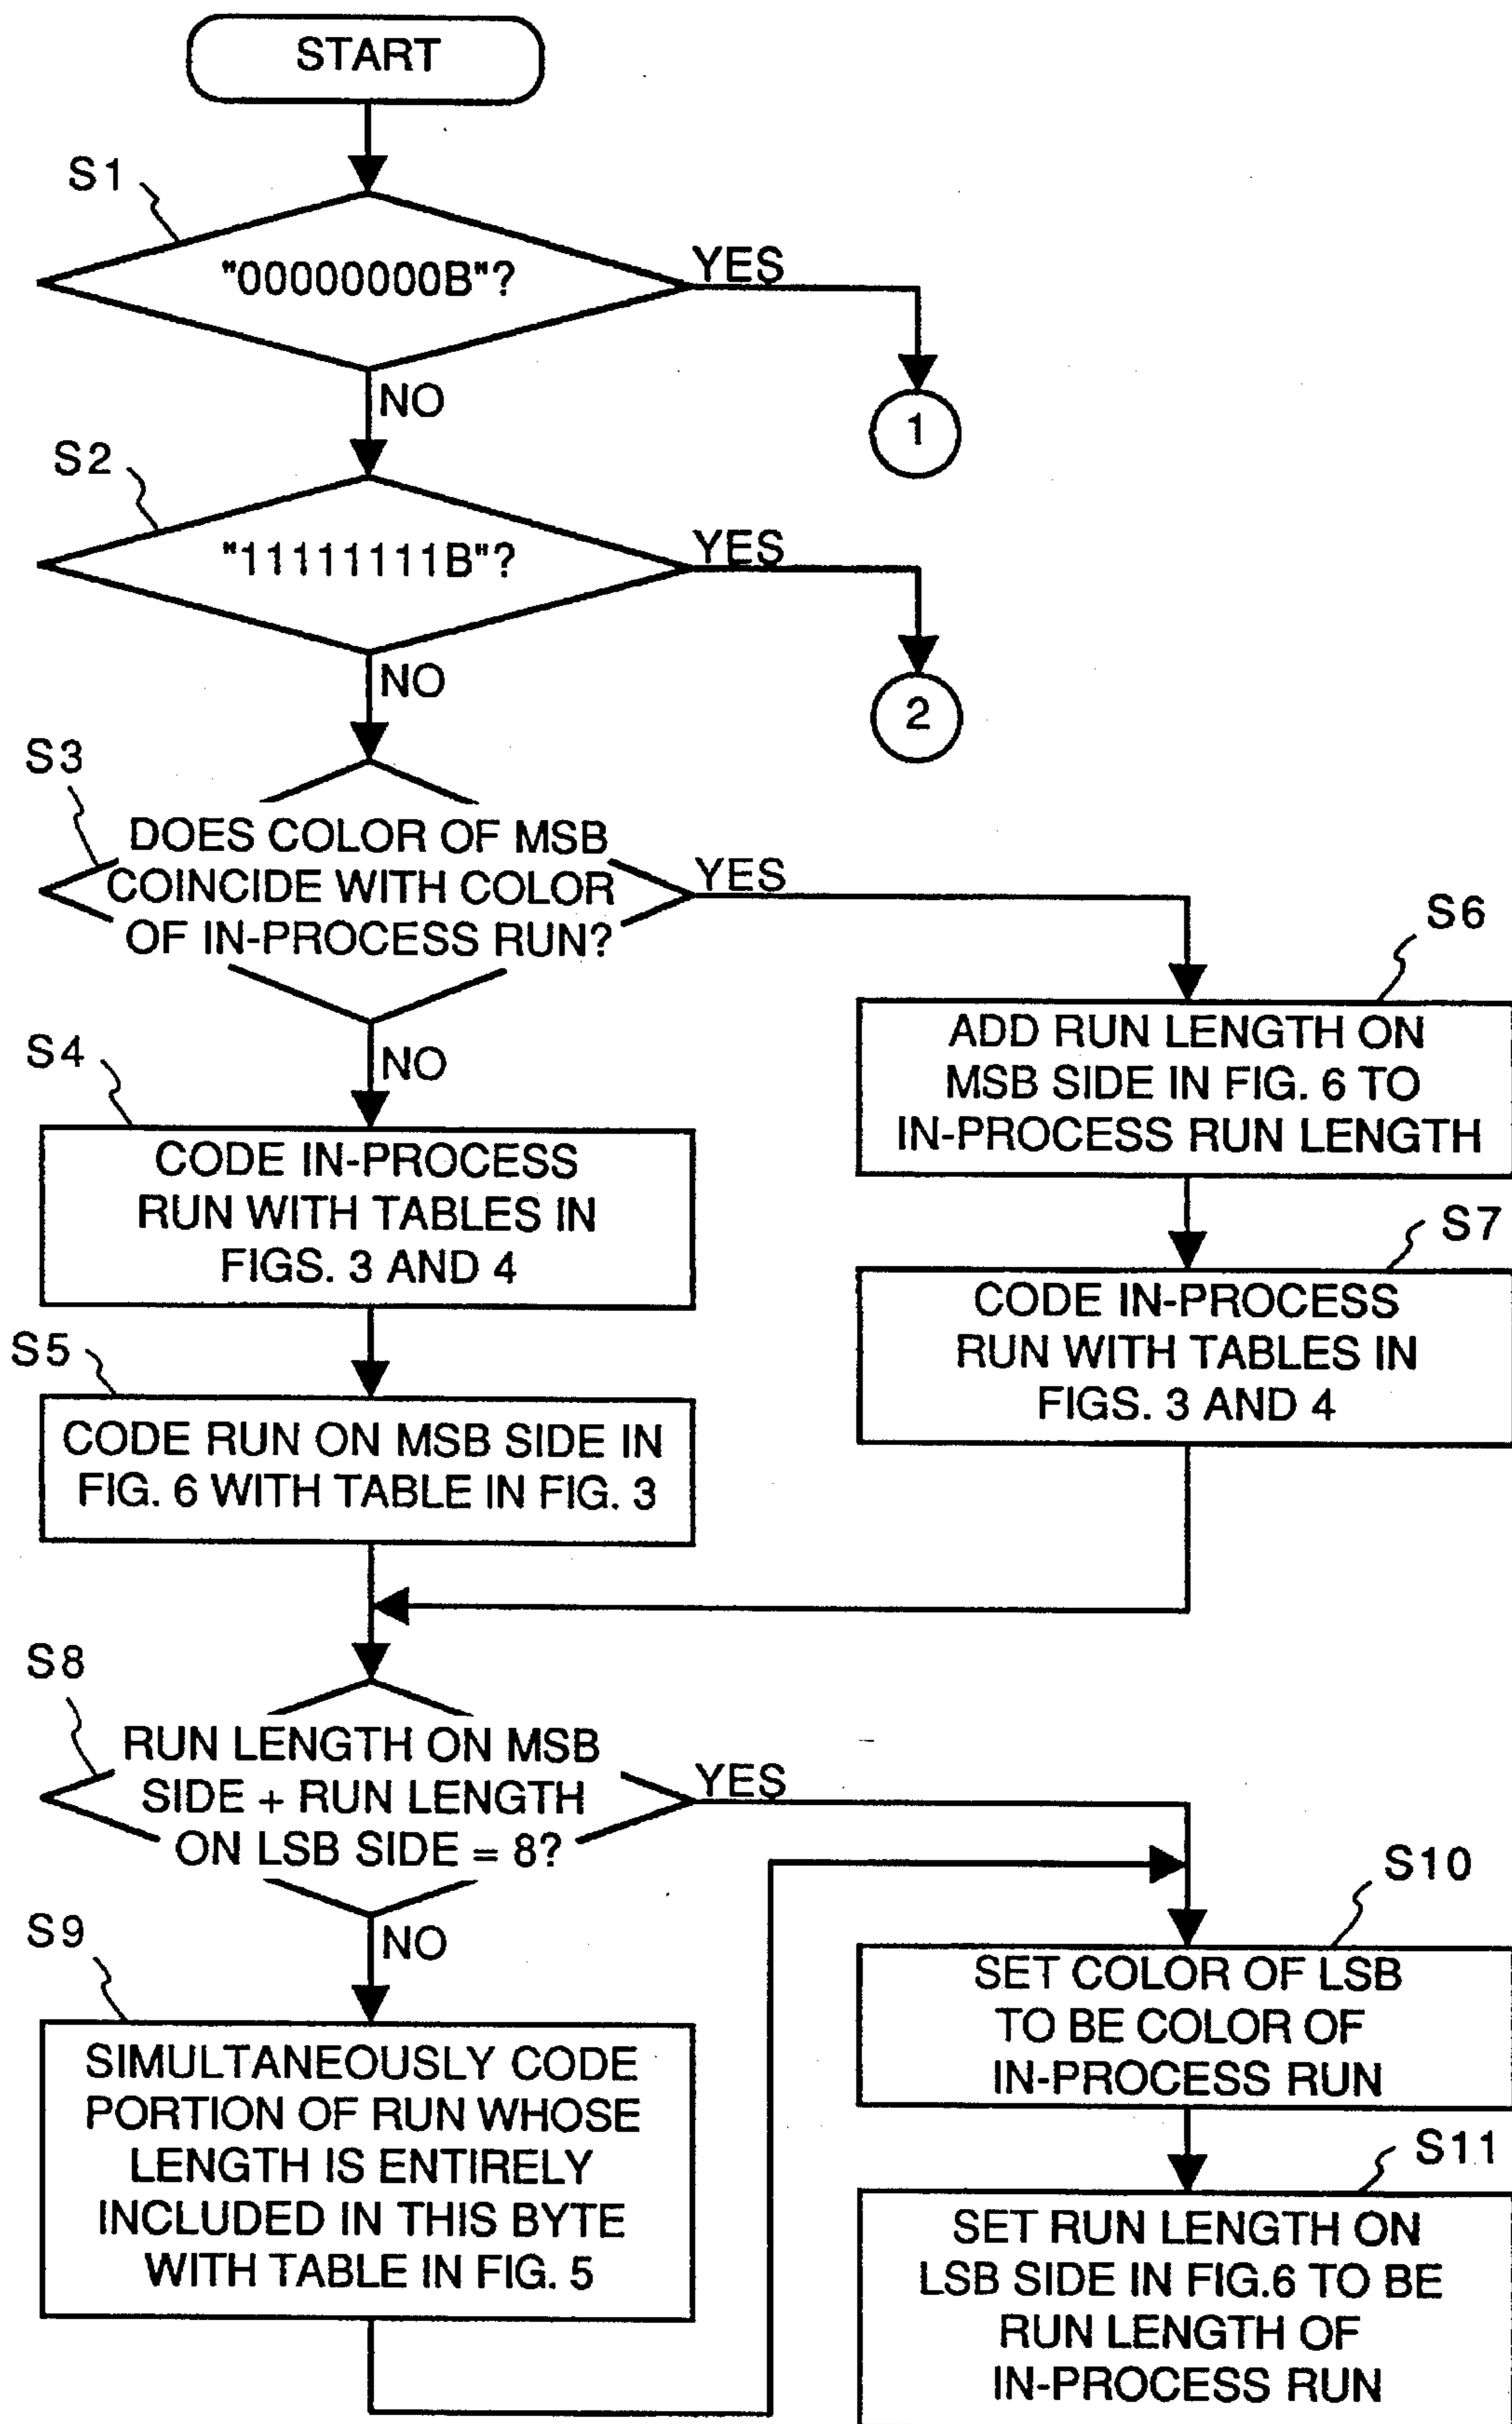 START
S1
"00000000B"?
YES
1
NO
S2
"11111111B"?
YES
2
NO
S3
DOES COLOR OF MSB
COINCIDE WITH COLOR
OF IN-PROCESS RUN?
YES
NO
S4
CODE IN-PROCESS
RUN WITH TABLES IN
FIGS. 3 AND 4
S5
CODE RUN ON MSB SIDE IN
FIG. 6 WITH TABLE IN FIG. 3
S6
ADD RUN LENGTH ON
MSB SIDE IN FIG. 6 TO
IN-PROCESS RUN LENGTH
S7
CODE IN-PROCESS
RUN WITH TABLES IN
FIGS. 3 AND 4
S8
RUN LENGTH ON MSB
SIDE + RUN LENGTH
ON LSB SIDE = 8?
YES
NO
S9
SIMULTANEOUSLY CODE
PORTION OF RUN WHOSE
LENGTH IS ENTIRELY
INCLUDED IN THIS BYTE
WITH TABLE IN FIG. 5
S10
SET COLOR OF LSB
TO BE COLOR OF
IN-PROCESS RUN
S11
SET RUN LENGTH ON
LSB SIDE IN FIG.6 TO BE
RUN LENGTH OF
IN-PROCESS RUN